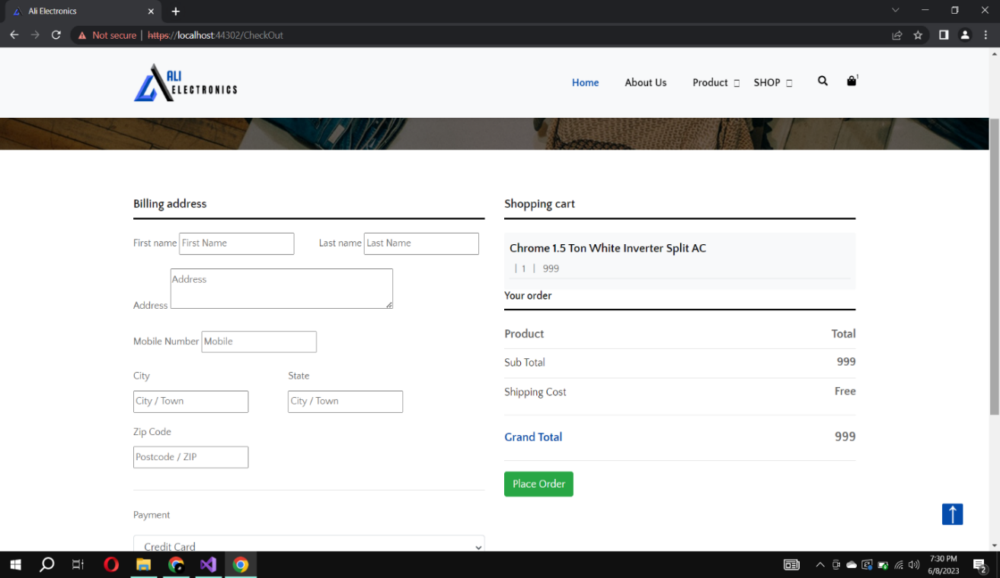 Ali Electronics
Not secure | https://localhost:44302/CheckOut
ALI
ELECTRONICS
Home About Us Product SHOP 1
Billing address
First name First Name Last name Last Name
Address
Address
Mobile Number Mobile
City State
City / Town City / Town
Zip Code
Postcode / ZIP
Payment
Credit Card
Shopping cart
Chrome 1.5 Ton White Inverter Split AC
| 1 | 999
Your order
Product Total
Sub Total 999
Shipping Cost Free
Grand Total 999
Place Order
7:30 PM
6/8/2023
2